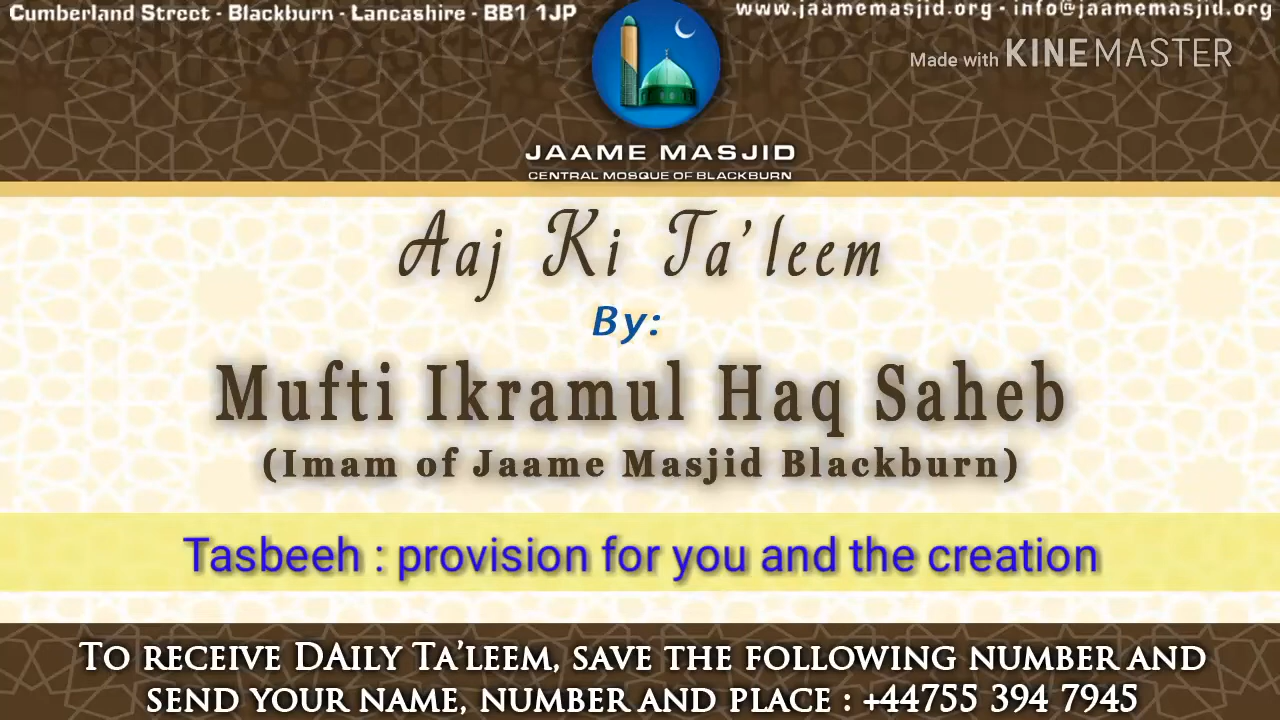 Cumberland Street - Blackburn - Lancashire - BB1 1JP
www.jaamemasjid.org - info@jaamemasjid.org
Made with KINEMASTER
JAAME MASJID
CENTRAL MOSQUE OF BLACKBURN
Aaj Ki Ta'leem
By:
Mufti Ikramul Haq Saheb
(Imam of Jaame Masjid Blackburn)
Tasbeeh : provision for you and the creation
TO RECEIVE DAILY TA'LEEM, SAVE THE FOLLOWING NUMBER AND
SEND YOUR NAME, NUMBER AND PLACE : +44755 394 7945